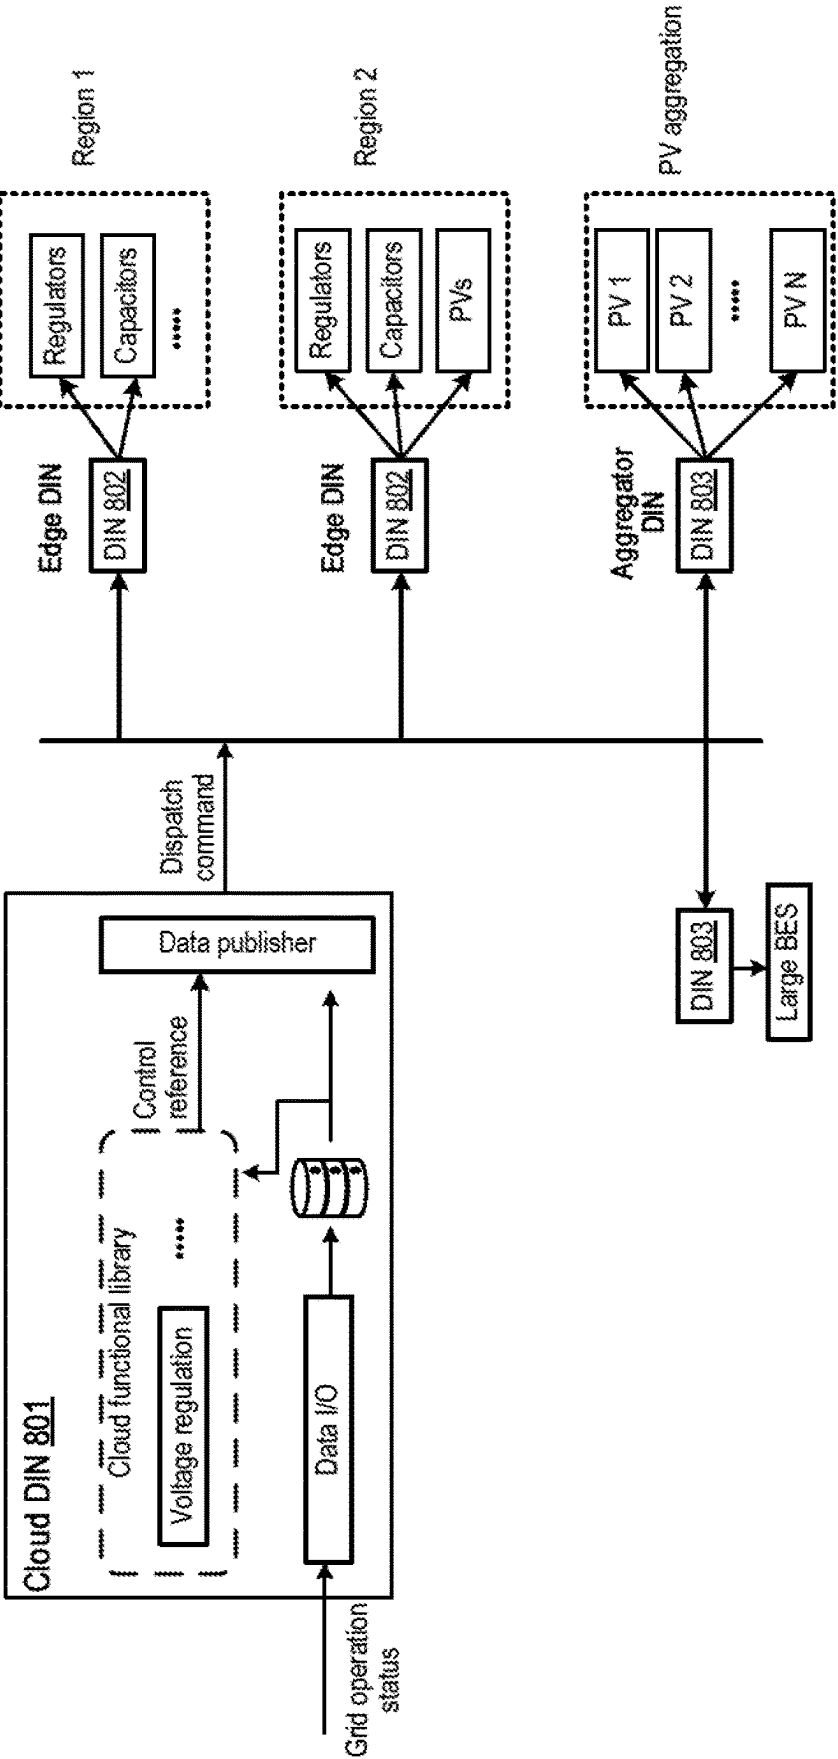 Cloud DIN 801
Cloud functional library
Voltage regulation
.....
Control
reference
Data publisher
Data I/O
Grid operation
status
Dispatch
command
Edge DIN
DIN 802
Regulators
Capacitors
.....
Region 1
Edge DIN
DIN 802
Regulators
Capacitors
PVs
Region 2
Aggregator
DIN
DIN 803
PV 1
PV 2
.....
PV N
PV aggregation
DIN 803
Large BES